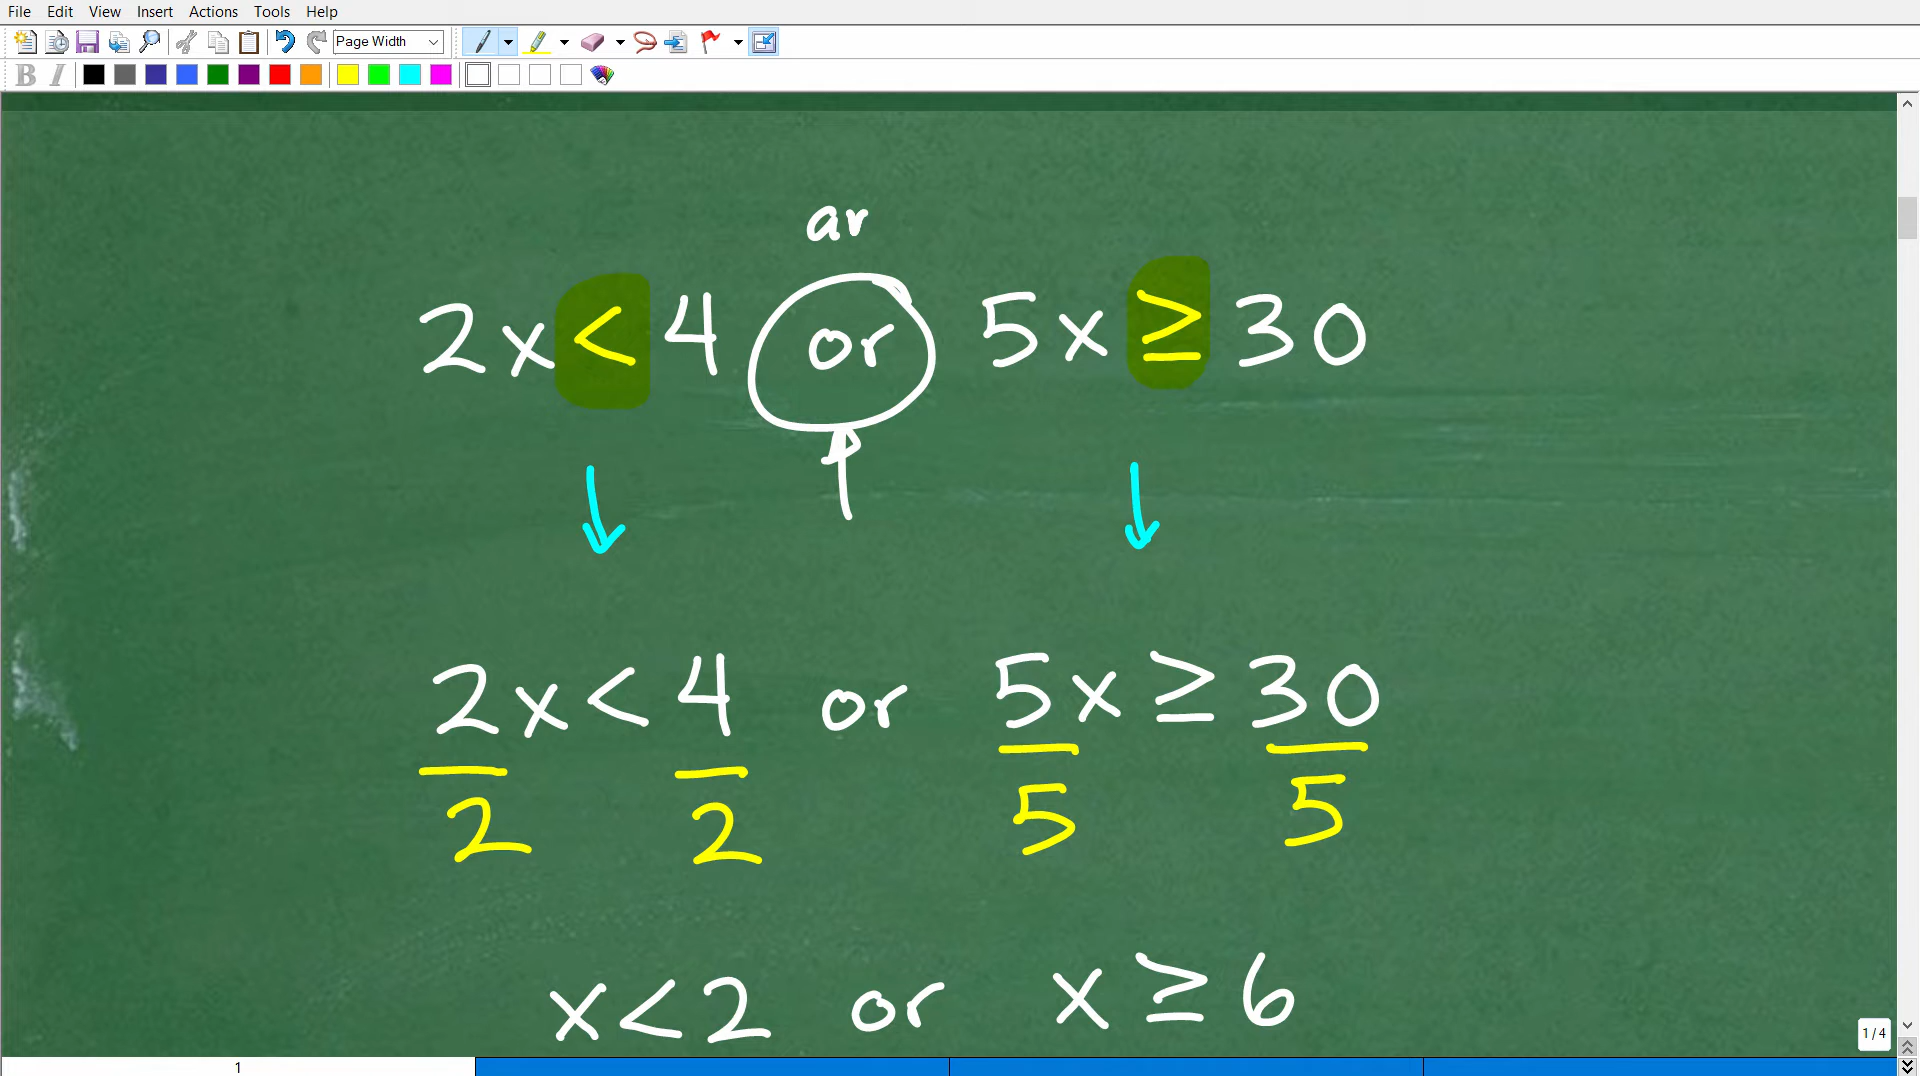 File Edit View Insert Actions Tools Help
Page Width
B I
ar
2x < 4 or 5x ≥ 30
2x < 4 or 5x ≥ 30
2 2 5 5
x < 2 or x ≥ 6
1 / 4
1